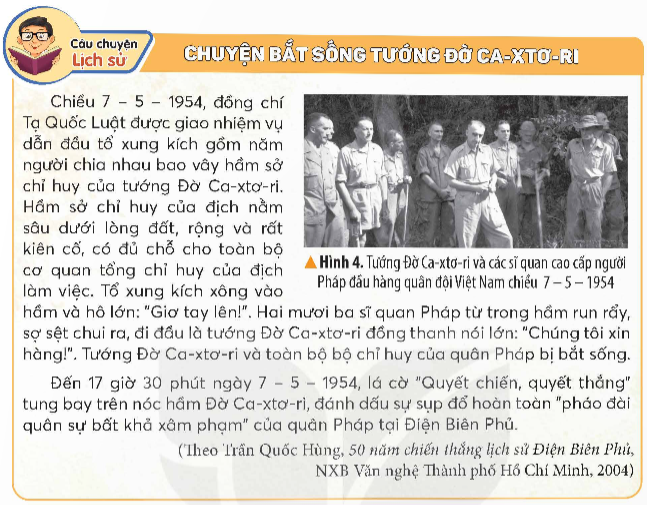 Câu chuyện
Lịch sử
CHUYỆN BẮT SỐNG TƯỚNG ĐỜ CA-XTƠ-RI
Chiều 7 – 5 – 1954, đồng chí
Tạ Quốc Luật được giao nhiệm vụ
dẫn đầu tổ xung kích gồm năm
người chia nhau bao vây hầm sở
chỉ huy của tướng Đờ Ca-xtơ-ri.
Hầm sở chỉ huy của địch nằm
sâu dưới lòng đất, rộng và rất
kiên cố, có đủ chỗ cho toàn bộ
cơ quan tổng chỉ huy của địch
làm việc. Tổ xung kích xông vào
hầm và hô lớn: "Giơ tay lên!". Hai mươi ba sĩ quan Pháp từ trong hầm run rẩy,
sợ sệt chui ra, đi đầu là tướng Đờ Ca-xtơ-ri đồng thanh nói lớn: "Chúng tôi xin
hàng!". Tướng Đờ Ca-xtơ-ri và toàn bộ bộ chỉ huy của quân Pháp bị bắt sống.
▲ Hình 4. Tướng Đờ Ca-xtơ-ri và các sĩ quan cao cấp người
Pháp đầu hàng quân đội Việt Nam chiều 7 – 5 – 1954
Đến 17 giờ 30 phút ngày 7 – 5 – 1954, lá cờ "Quyết chiến, quyết thắng"
tung bay trên nóc hầm Đờ Ca-xtơ-ri, đánh dấu sự sụp đổ hoàn toàn "pháo đài
quân sự bất khả xâm phạm" của quân Pháp tại Điện Biên Phủ.
(Theo Trần Quốc Hùng, 50 năm chiến thắng lịch sử Điện Biên Phủ,
NXB Văn nghệ Thành phố Hồ Chí Minh, 2004)